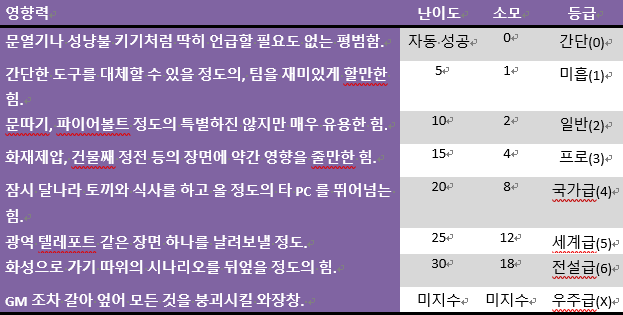 영향력 난이도 소모 등급
문열기나 성냥불 키기처럼 딱히 언급할 필요도 없는 평범함. 자동 성공 0 간단(0)
간단한 도구를 대체할 수 있을 정도의, 팀을 재미있게 할만한 5 1 미흡(1)
힘.
문따기, 파이어볼트 정도의 특별하진 않지만 매우 유용한 힘. 10 2 일반(2)
화재제압, 건물째 정전 등의 장면에 약간 영향을 줄만한 힘. 15 4 프로(3)
잠시 달나라 토끼와 식사를 하고 올 정도의 타 PC 를 뛰어넘는 20 8 국가급(4)
힘.
광역 텔레포트 같은 장면 하나를 날려보낼 정도. 25 12 세계급(5)
화성으로 가기 따위의 시나리오를 뒤엎을 정도의 힘. 30 18 전설급(6)
GM 조차 갈아 엎어 모든 것을 붕괴시킬 와장창. 미지수 미지수 우주급(X)